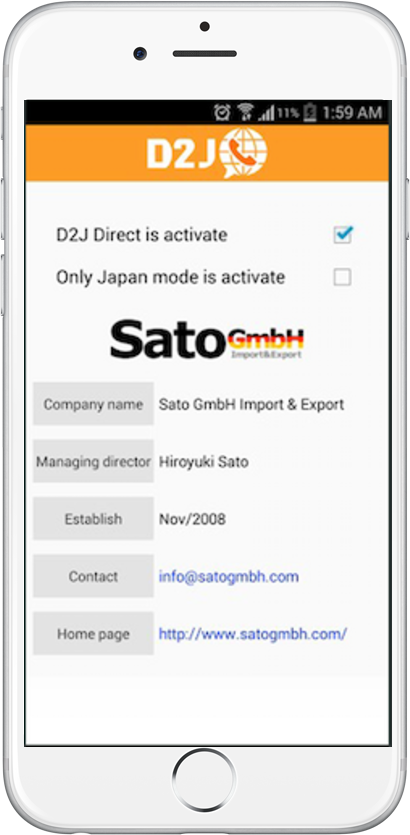 11% 1:59 AM
D2J
D2J Direct is activate
Only Japan mode is activate
Sato GmbH
Import&Export
Company name Sato GmbH Import & Export
Managing director Hiroyuki Sato
Establish Nov/2008
Contact info@satogmbh.com
Home page http://www.satogmbh.com/